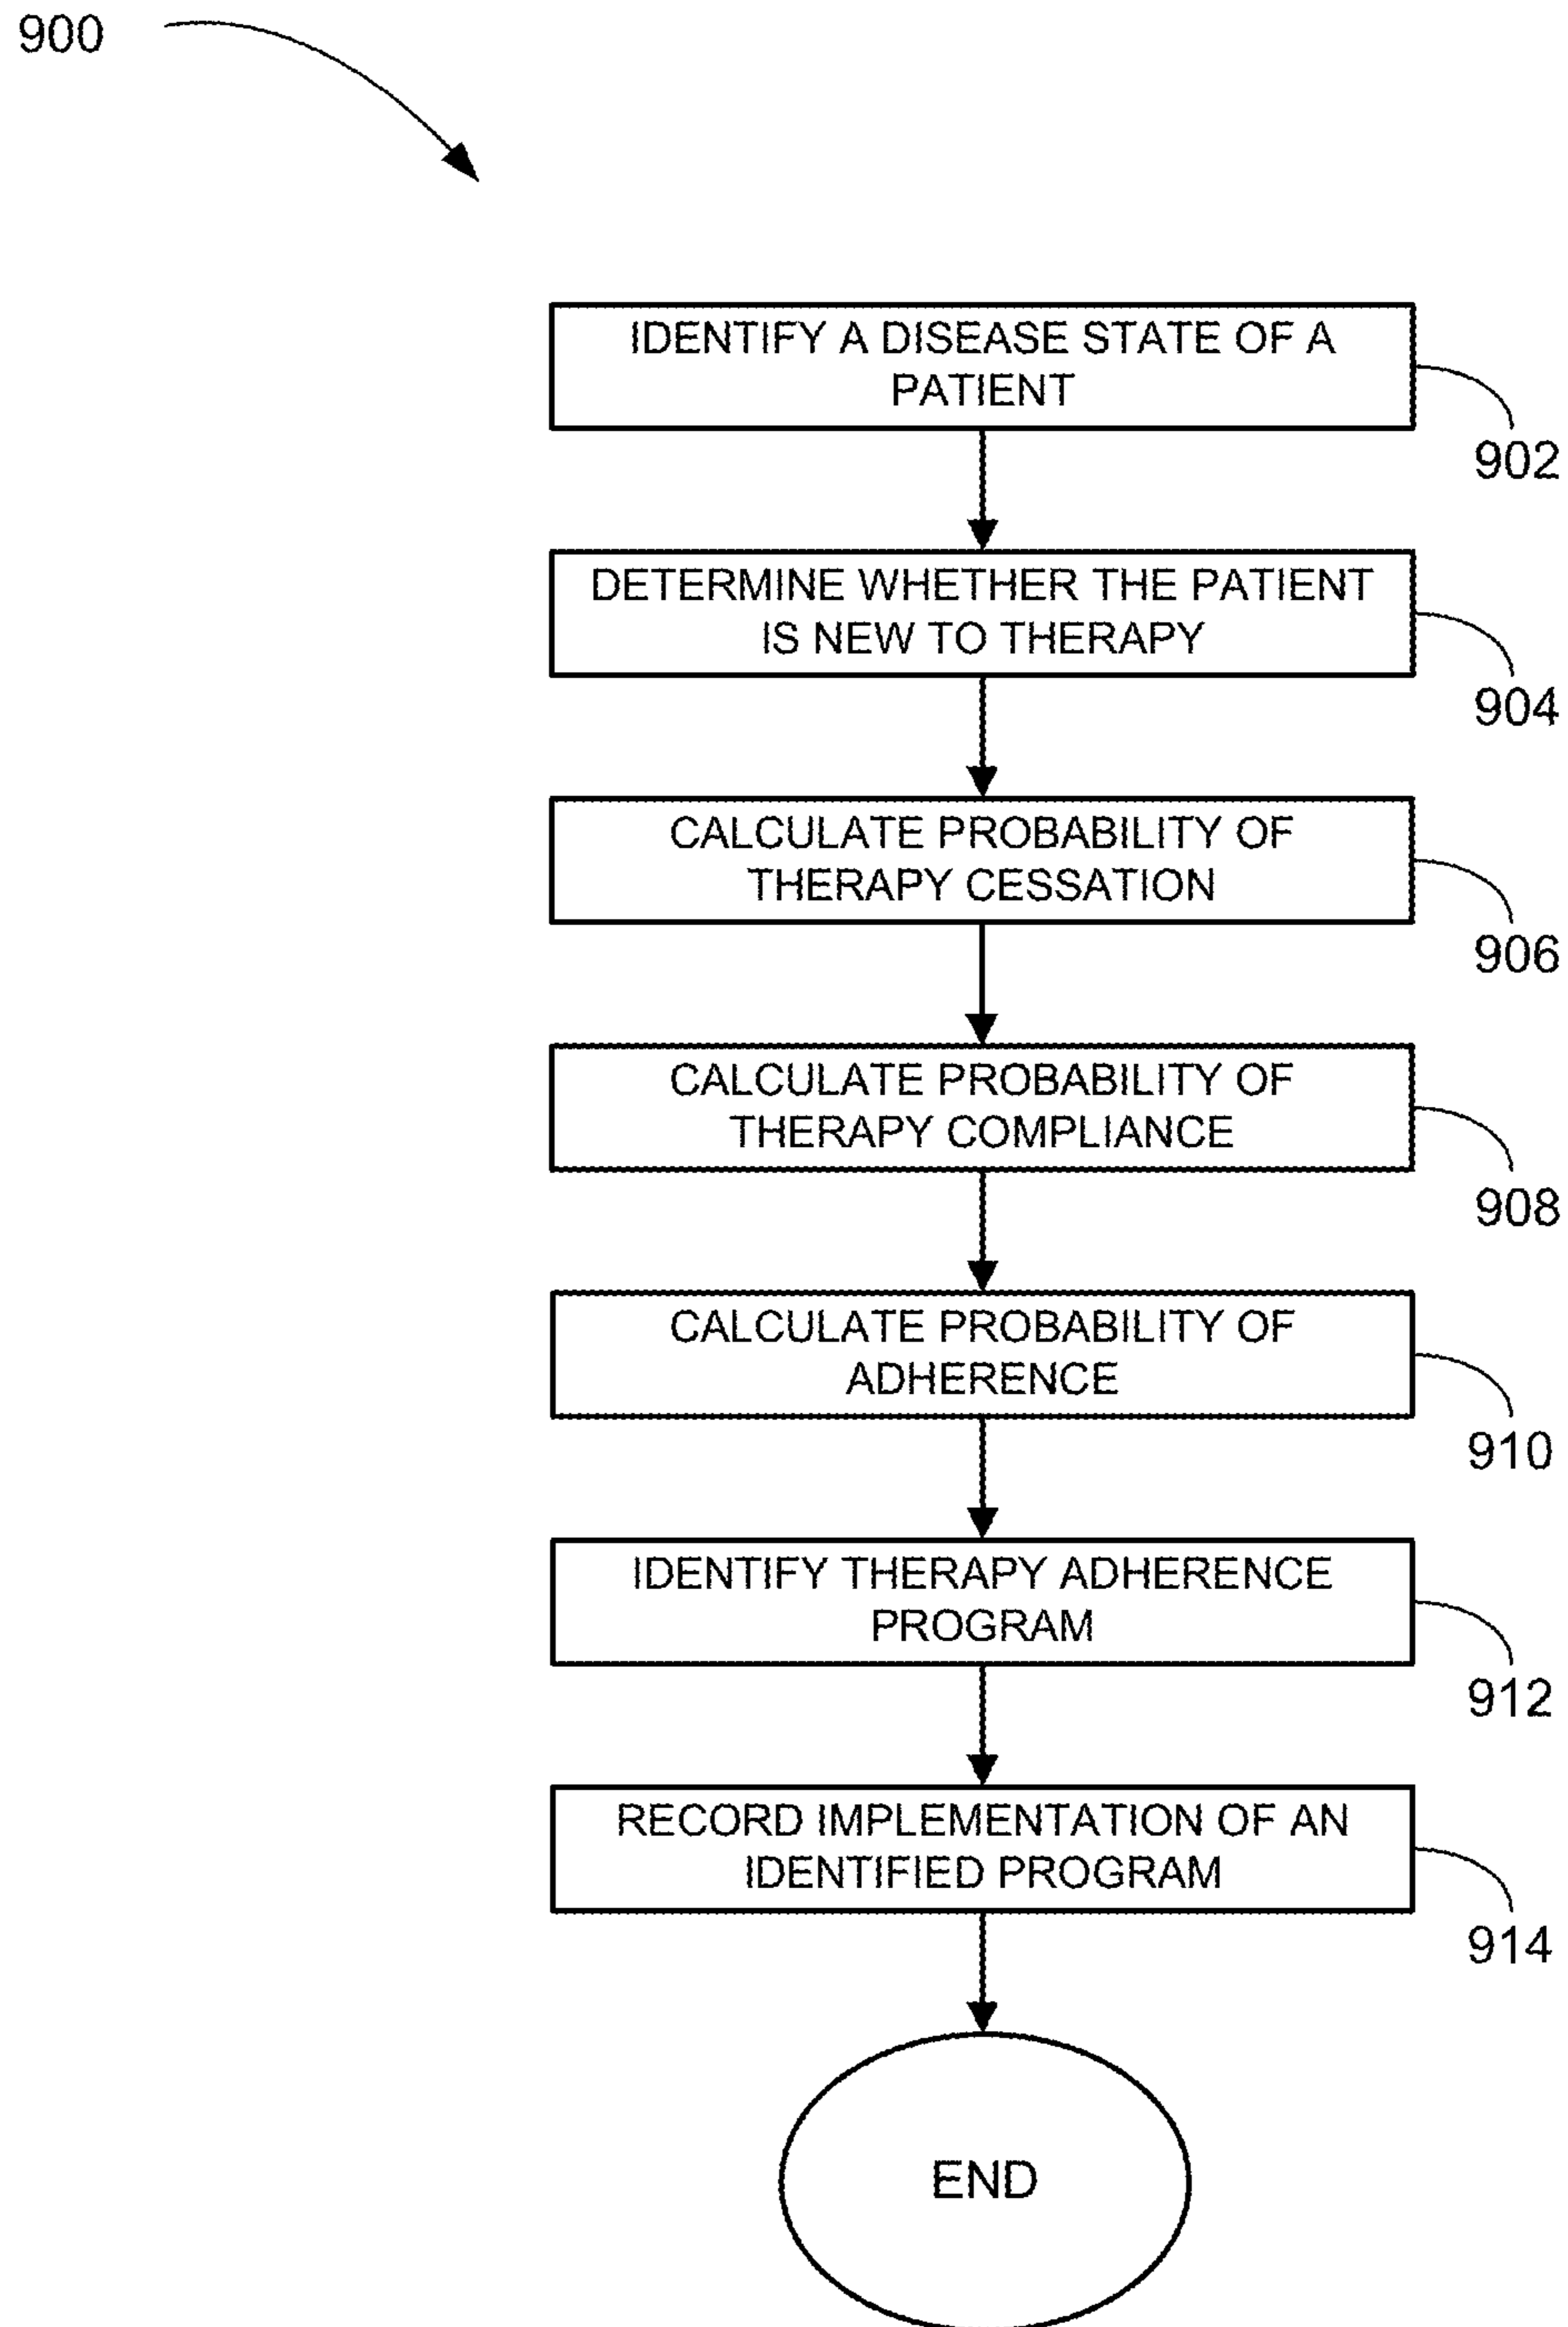 900
IDENTIFY A DISEASE STATE OF A
PATIENT
902
DETERMINE WHETHER THE PATIENT
IS NEW TO THERAPY
904
CALCULATE PROBABILITY OF
THERAPY CESSATION
906
CALCULATE PROBABILITY OF
THERAPY COMPLIANCE
908
CALCULATE PROBABILITY OF
ADHERENCE
910
IDENTIFY THERAPY ADHERENCE
PROGRAM
912
RECORD IMPLEMENTATION OF AN
IDENTIFIED PROGRAM
914
END